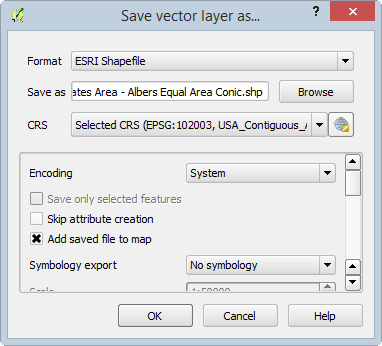 Save vector layer as...
?
Format ESRI Shapefile
Save as ates Area - Albers Equal Area Conic.shp Browse
CRS Selected CRS (EPSG:102003, USA_Contiguous_A
Encoding System
Save only selected features
Skip attribute creation
Add saved file to map
Symbology export No symbology
Scale 1:50000
OK Cancel Help